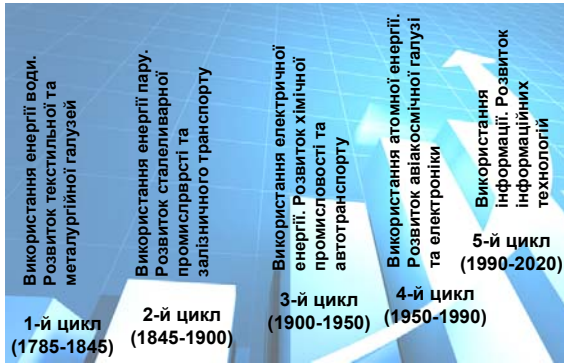 Використання енергії води.
Розвиток текстильної та
металургійної галузей
1-й цикл
(1785-1845)
Використання енергії пару.
Розвиток сталеливарної
промислрврсті та
залізничного транспорту
2-й цикл
(1845-1900)
Використання електричної
енергії. Розвиток хімічної
промисловості та
автотранспорту
3-й цикл
(1900-1950)
Використання атомної енергії.
Розвиток авіакосмічної галузі
та електроніки
4-й цикл
(1950-1990)
Використання
інформації. Розвиток
інформаційних
технологій
5-й цикл
(1990-2020)